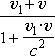 v₁+v
1+ v₁·v
c²